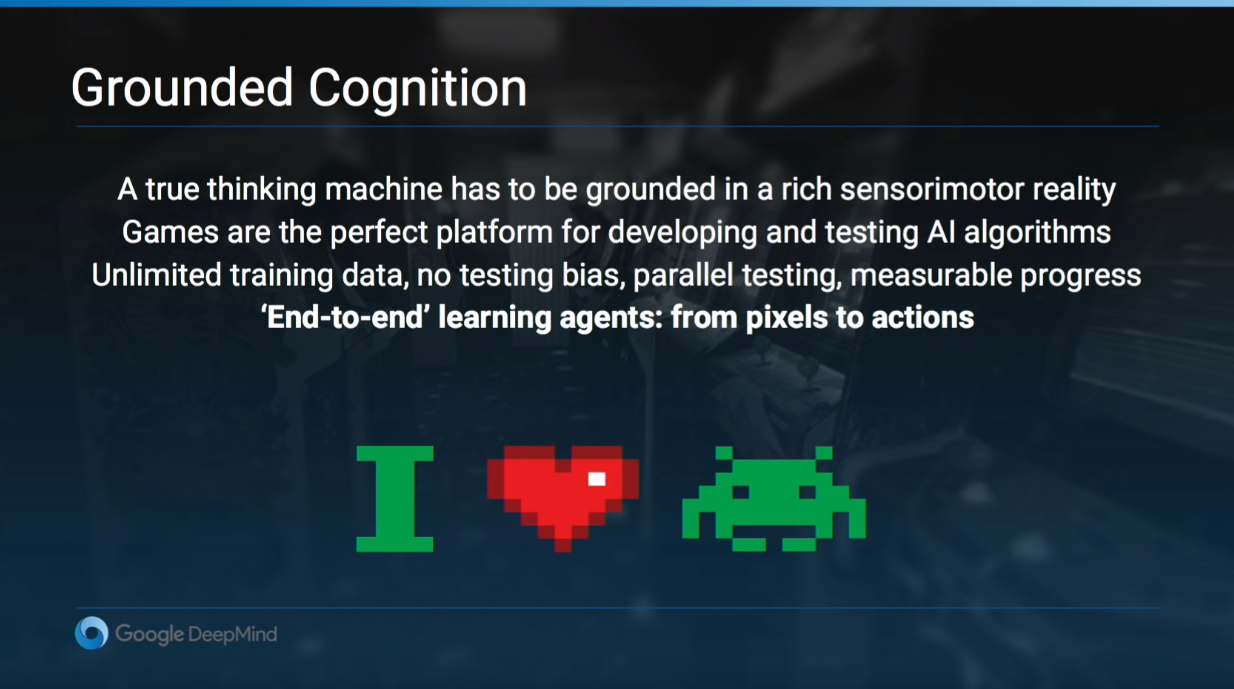 Grounded Cognition
A true thinking machine has to be grounded in a rich sensorimotor reality
Games are the perfect platform for developing and testing AI algorithms
Unlimited training data, no testing bias, parallel testing, measurable progress
‘End-to-end’ learning agents: from pixels to actions
I
Google DeepMind